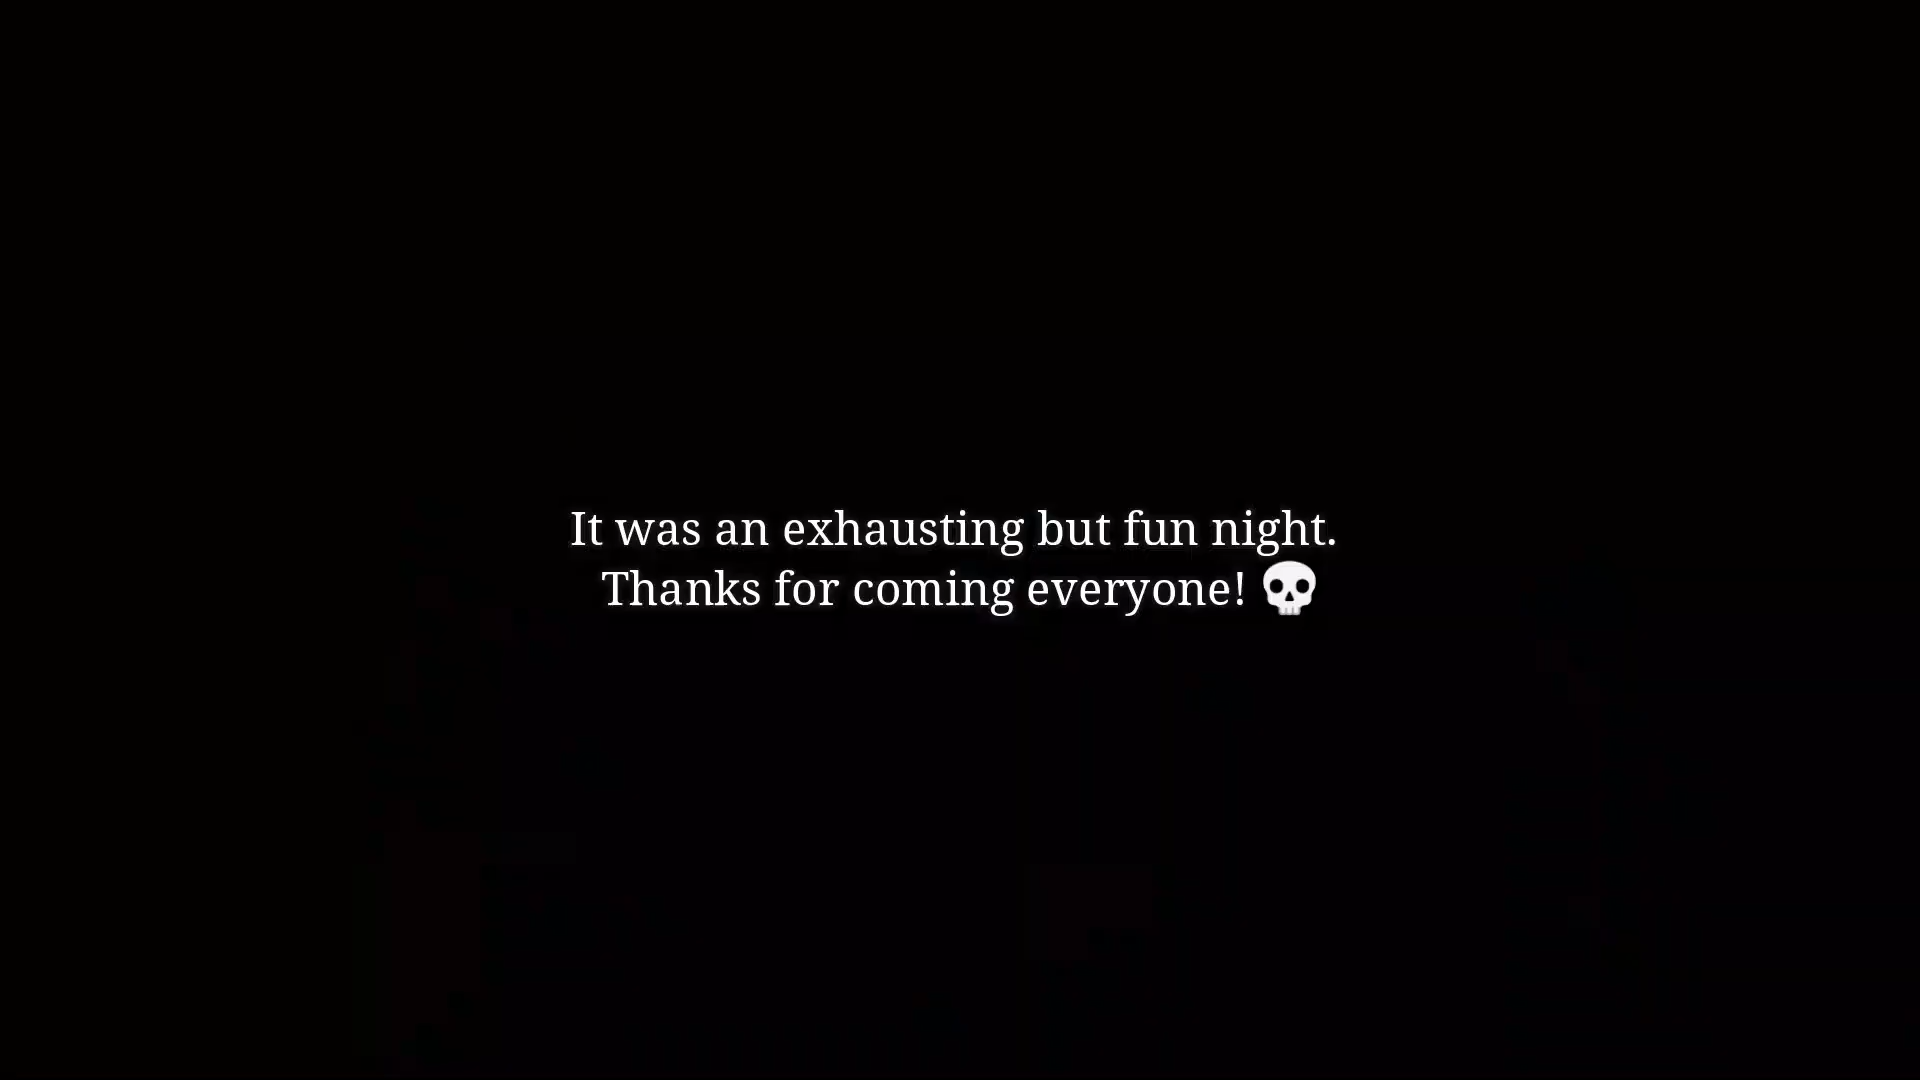 It was an exhausting but fun night.
Thanks for coming everyone! 💀